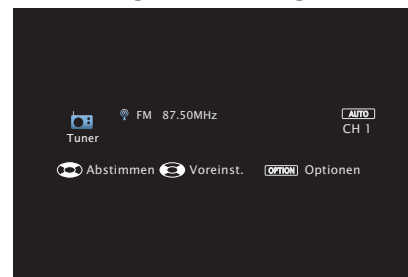 FM 87.50MHz
AUTO
CH 1
Tuner
Abstimmen Voreinst. OPTION Optionen